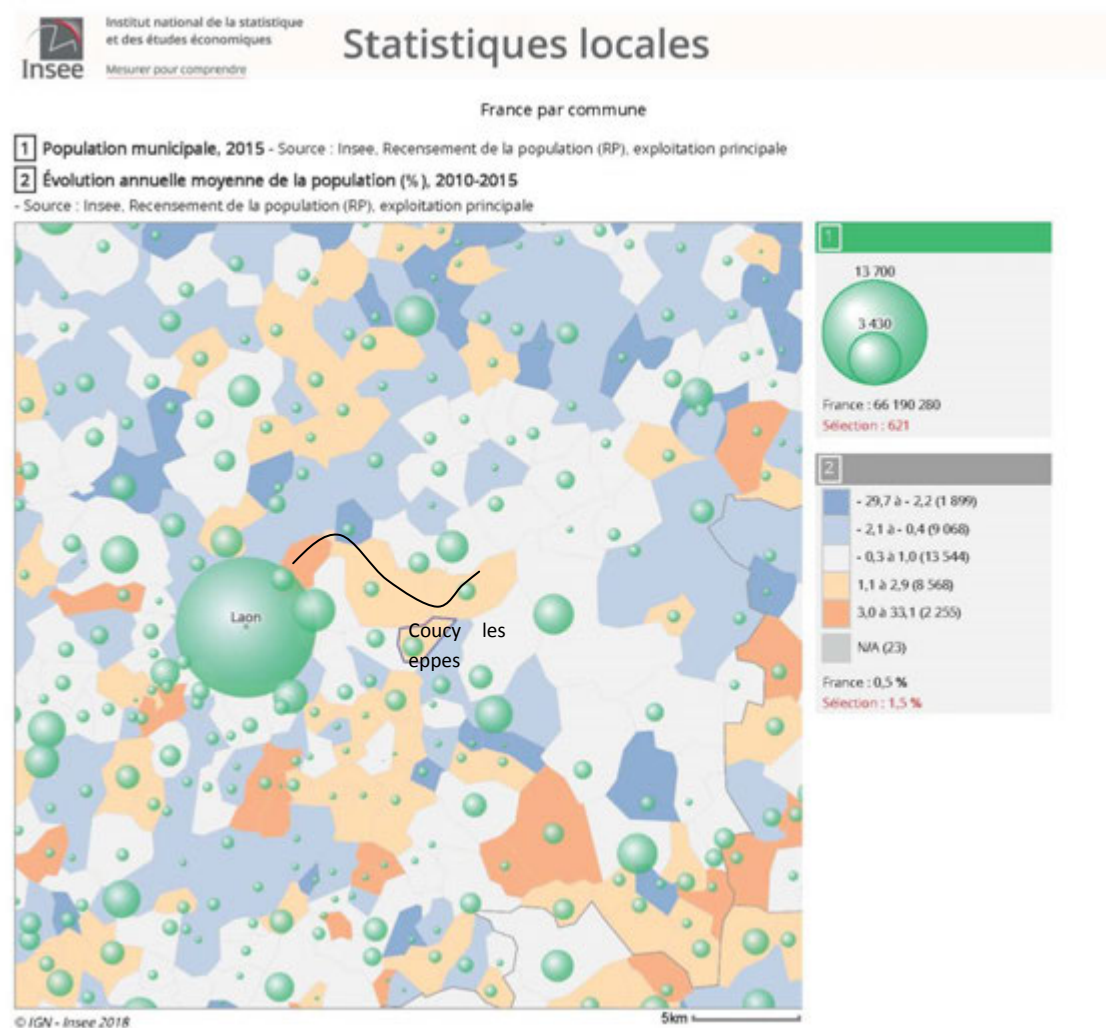 Institut national de la statistique
et des études économiques
Statistiques locales
Insee
Mesurer pour comprendre
France par commune
1 Population municipale, 2015 - Source : Insee, Recensement de la population (RP), exploitation principale
2 Évolution annuelle moyenne de la population (%), 2010-2015
- Source : Insee, Recensement de la population (RP), exploitation principale
1
13 700
3 430
France : 66 190 280
Sélection : 621
2
- 29,7 à - 2,2 (1 899)
- 2,1 à - 0,4 (9 068)
- 0,3 à 1,0 (13 544)
1,1 à 2,9 (8 568)
3,0 à 33,1 (2 255)
N/A (23)
France : 0,5 %
Sélection : 1,5 %
Laon
Coucy les
eppes
© IGN - Insee 2018
5km